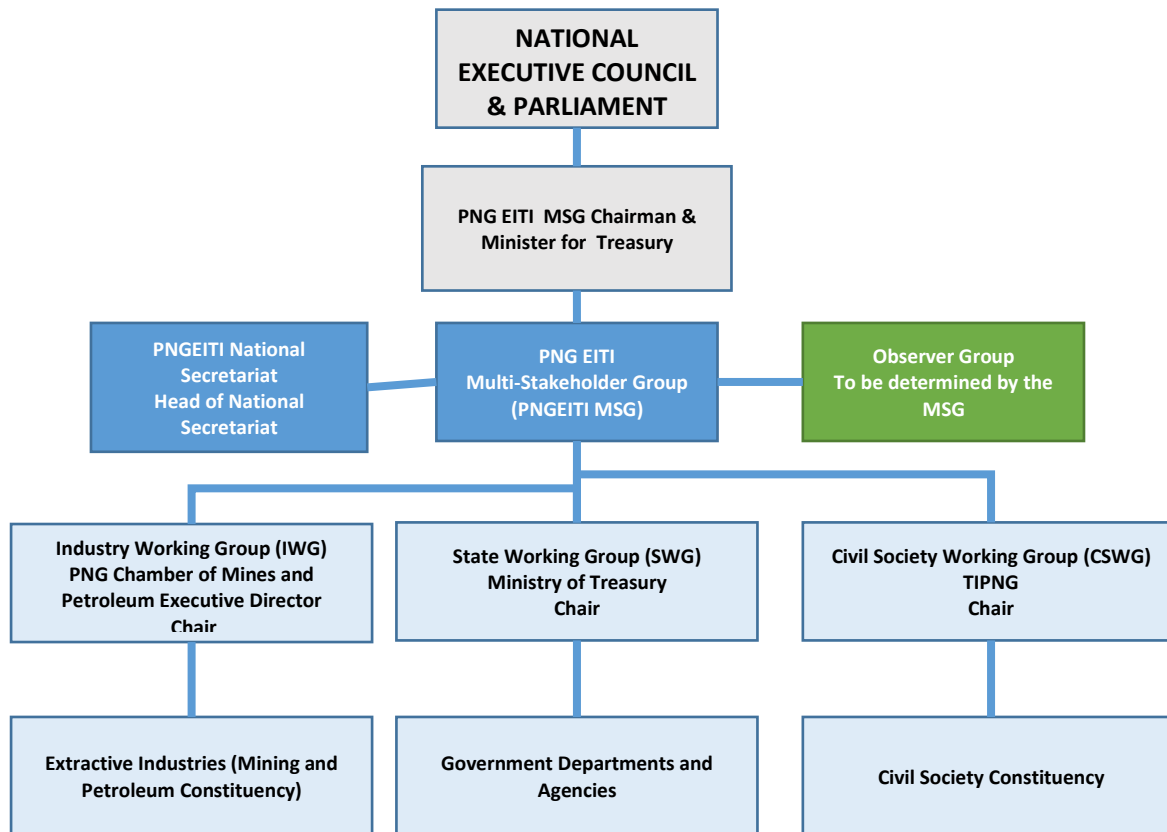 NATIONAL
EXECUTIVE COUNCIL
& PARLIAMENT
PNG EITI MSG Chairman &
Minister for Treasury
PNGEITI National
Secretariat
Head of National
Secretariat
PNG EITI
Multi-Stakeholder Group
(PNGEITI MSG)
Observer Group
To be determined by the
MSG
Industry Working Group (IWG)
PNG Chamber of Mines and
Petroleum Executive Director
Chair
State Working Group (SWG)
Ministry of Treasury
Chair
Civil Society Working Group (CSWG)
TIPNG
Chair
Extractive Industries (Mining and
Petroleum Constituency)
Government Departments and
Agencies
Civil Society Constituency